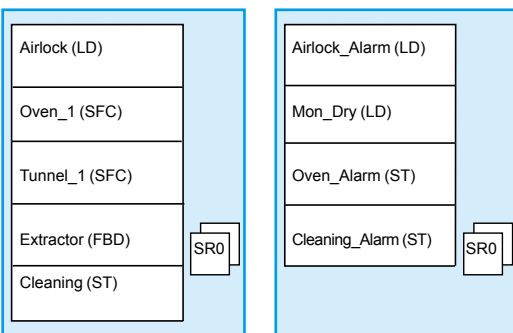 Airlock (LD)
Oven_1 (SFC)
Tunnel_1 (SFC)
Extractor (FBD)
SR0
Cleaning (ST)
Airlock_Alarm (LD)
Mon_Dry (LD)
Oven_Alarm (ST)
Cleaning_Alarm (ST)
SR0